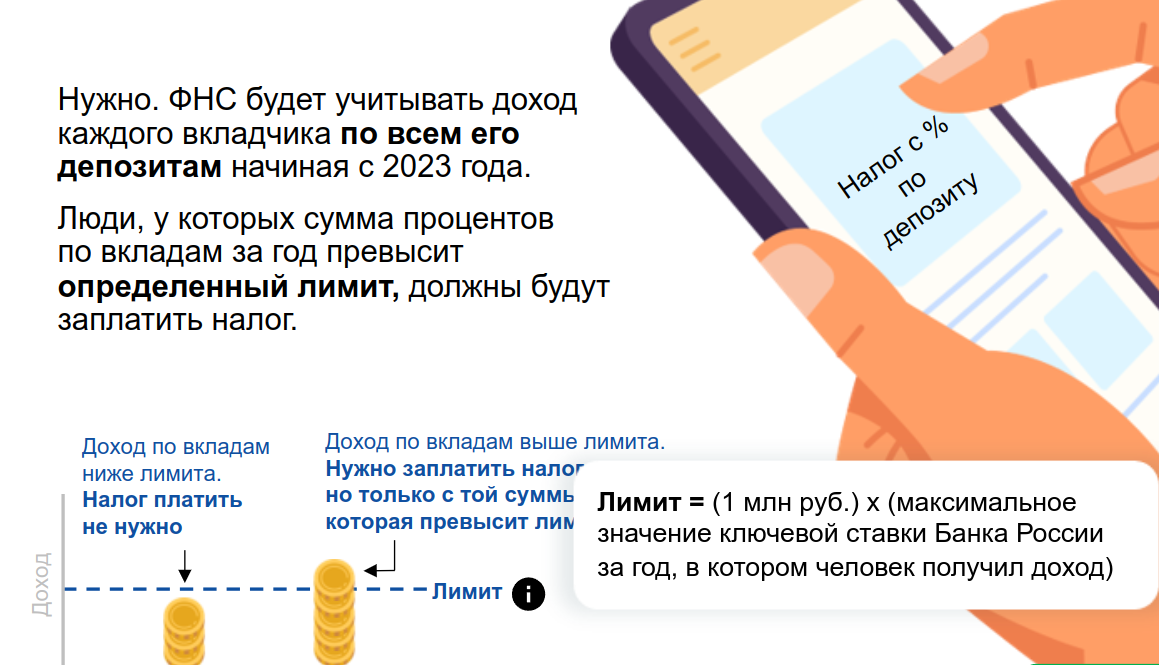 Нужно. ФНС будет учитывать доход
каждого вкладчика по всем его
депозитам начиная с 2023 года.
Люди, у которых сумма процентов
по вкладам за год превысит
определенный лимит, должны будут
заплатить налог.
Налог с %
по
депозиту
Доход по вкладам
ниже лимита.
Налог платить
не нужно
Доход по вкладам выше лимита.
Нужно заплатить налог
но только с той суммы
которая превысит лим
Доход
Лимит
i
Лимит = (1 млн руб.) х (максимальное
значение ключевой ставки Банка России
за год, в котором человек получил доход)